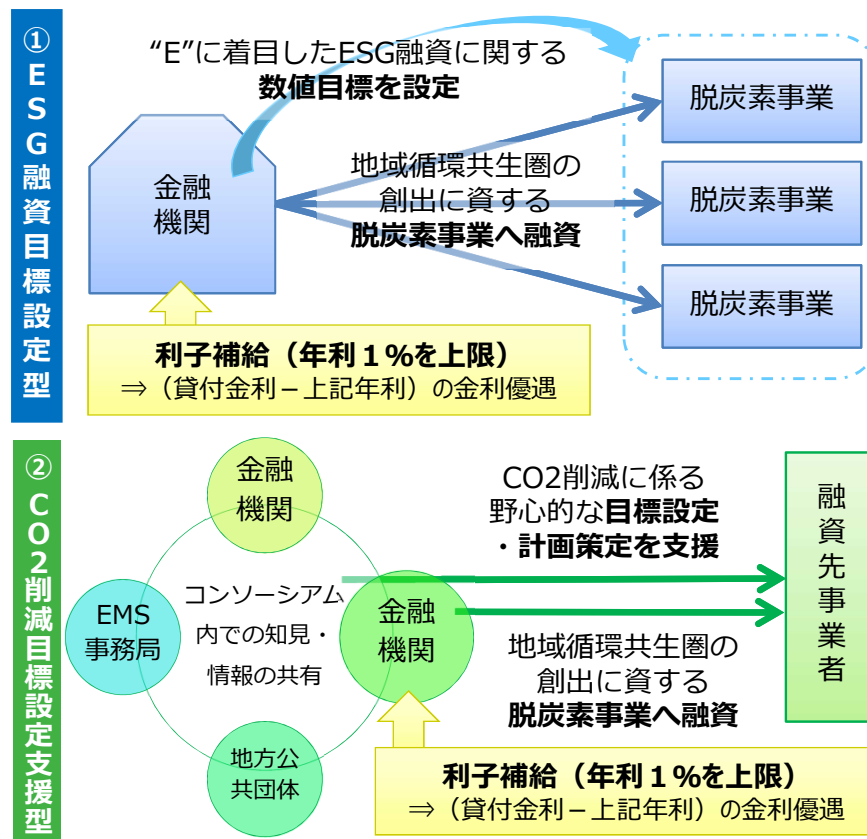 ①ESG融資目標設定型
“E”に着目したESG融資に関する
数値目標を設定
金融
機関
地域循環共生圏の
創出に資する
脱炭素事業へ融資
脱炭素事業
脱炭素事業
脱炭素事業
利子補給（年利１%を上限）
⇒（貸付金利－上記年利）の金利優遇
②CO2削減目標設定支援型
金融
機関
EMS
事務局
コンソーシアム
内での知見・
情報の共有
金融
機関
地方公
共団体
CO2削減に係る
野心的な目標設定
・計画策定を支援
地域循環共生圏の
創出に資する
脱炭素事業へ融資
融資先事業者
利子補給（年利１%を上限）
⇒（貸付金利－上記年利）の金利優遇